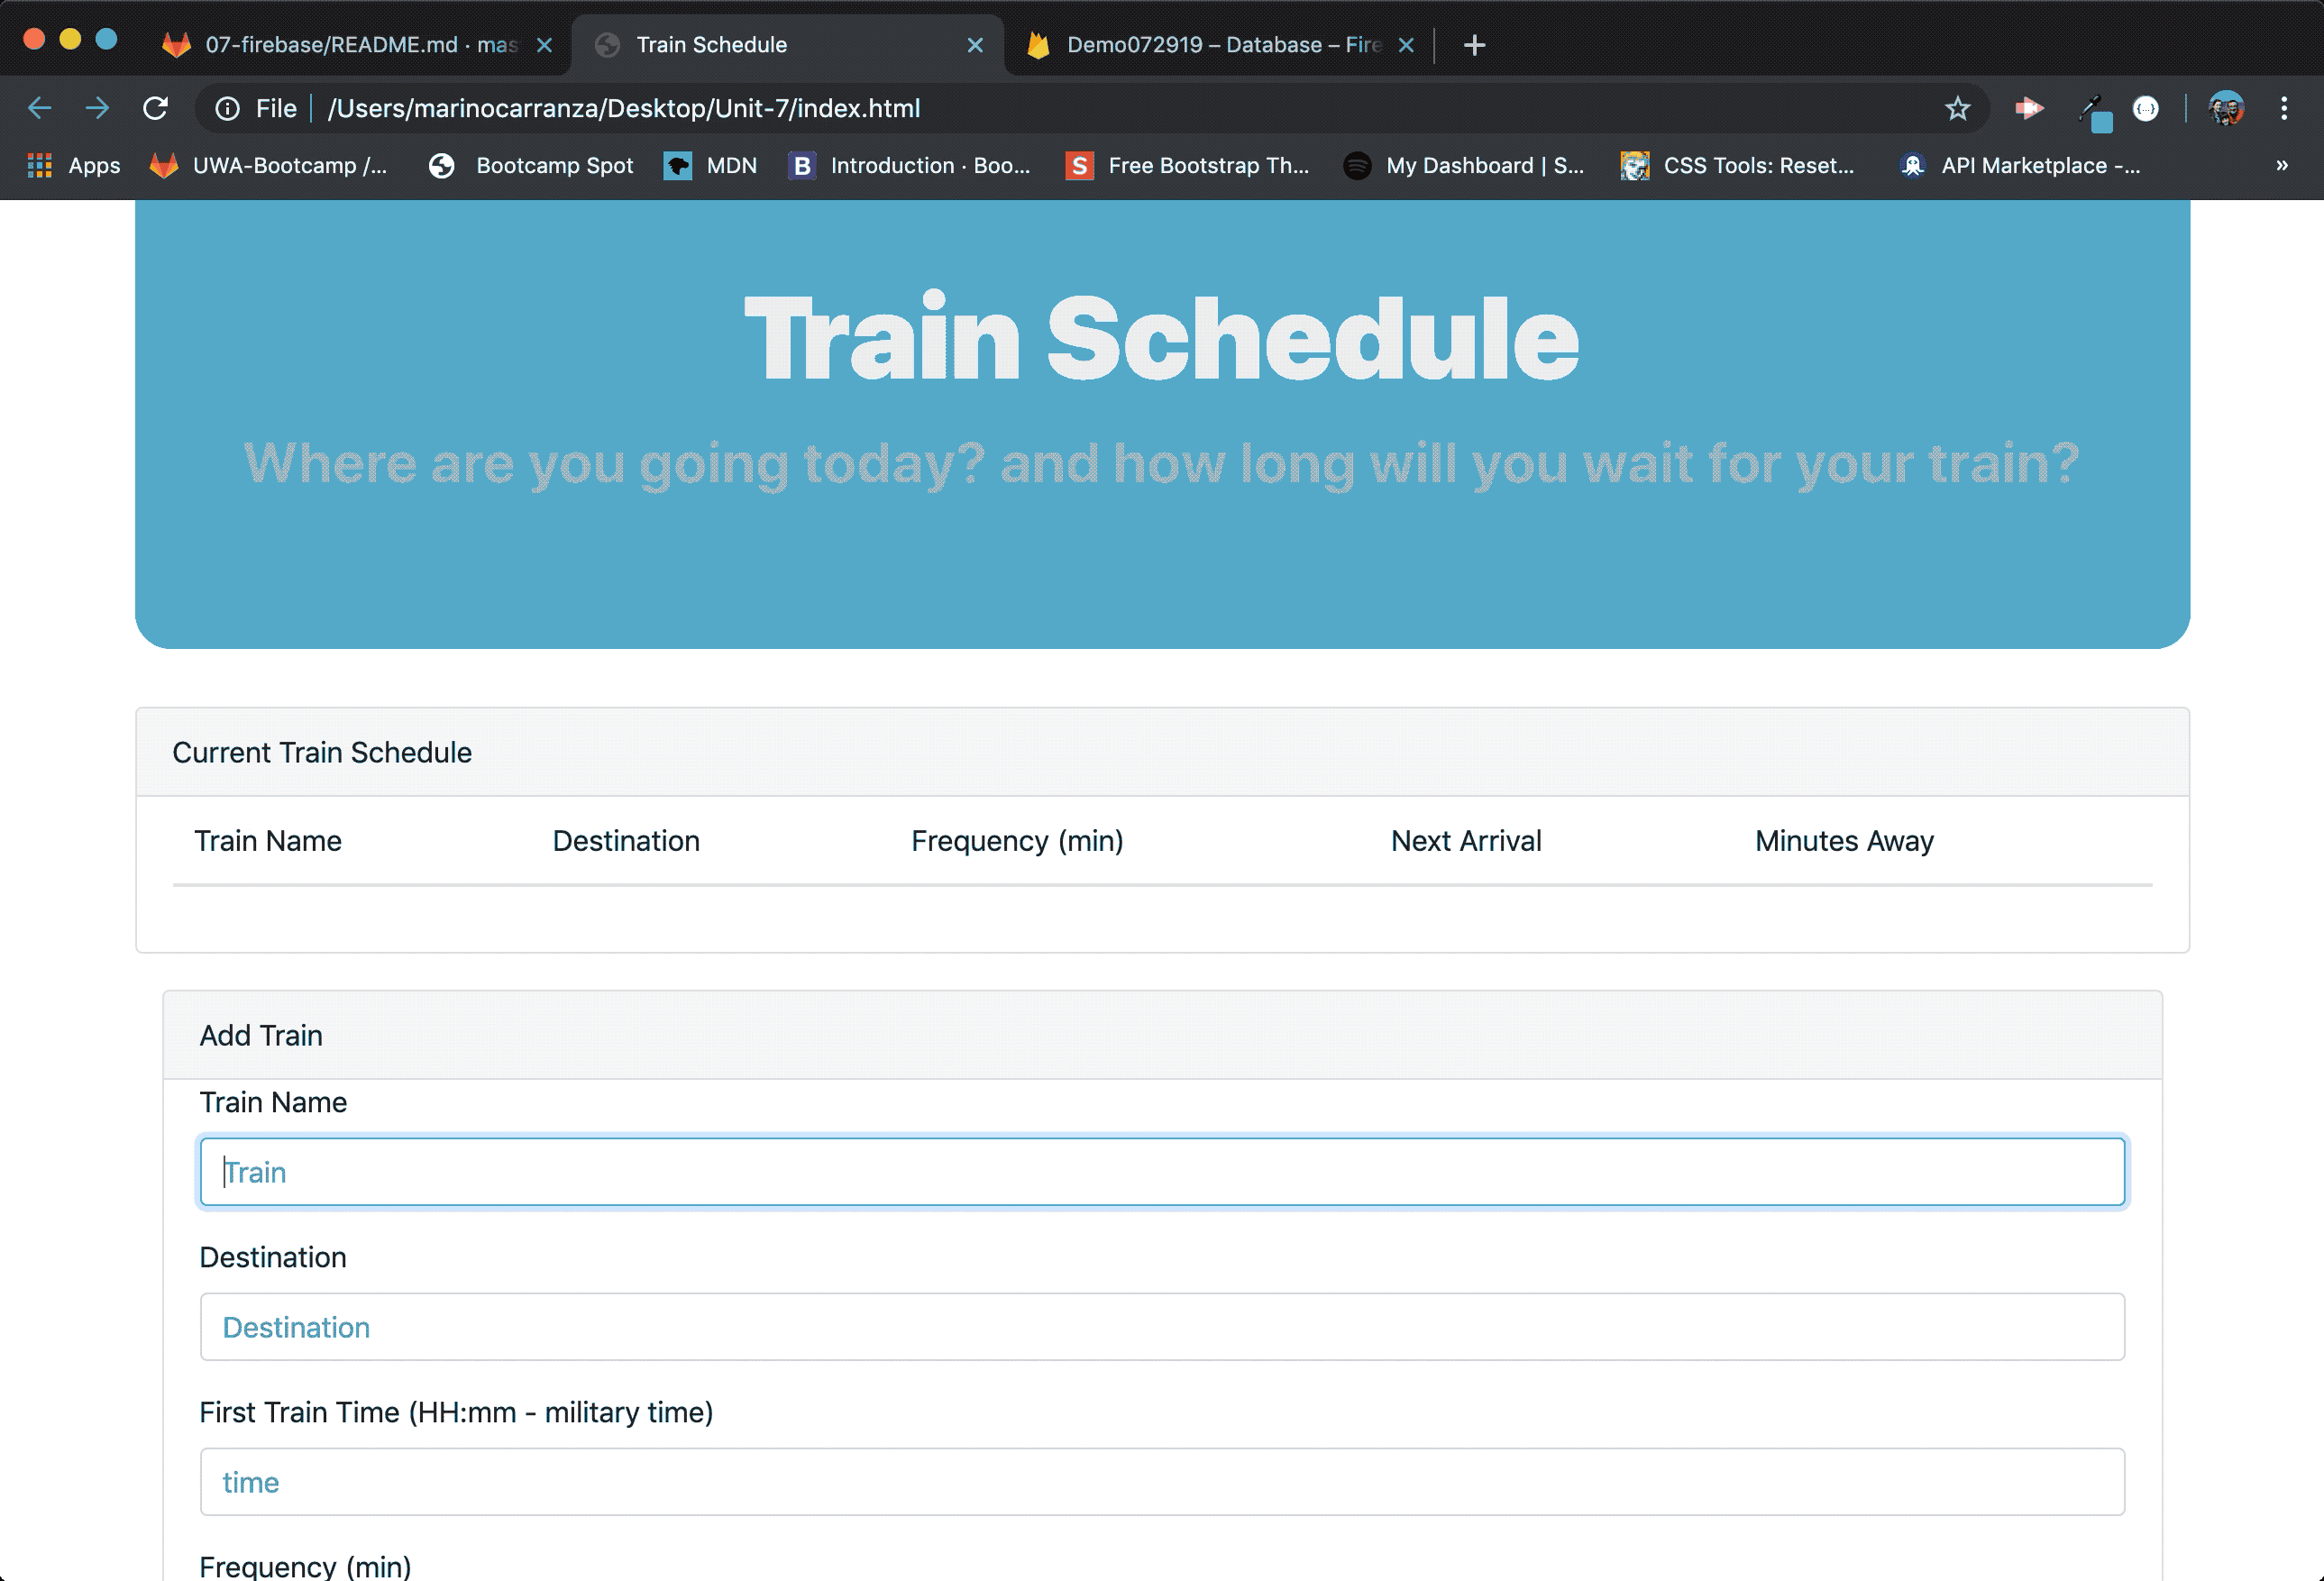 07-firebase/README.md · mas
Train Schedule
Demo072919 – Database – Fire
File /Users/marinocarranza/Desktop/Unit-7/index.html
Apps UWA-Bootcamp /... Bootcamp Spot MDN B Introduction · Boo... S Free Bootstrap Th... My Dashboard | S... CSS Tools: Reset... API Marketplace -... »
Train Schedule
Where are you going today? and how long will you wait for your train?
Current Train Schedule
Train Name Destination Frequency (min) Next Arrival Minutes Away
Add Train
Train Name
Train
Destination
Destination
First Train Time (HH:mm - military time)
time
Frequency (min)